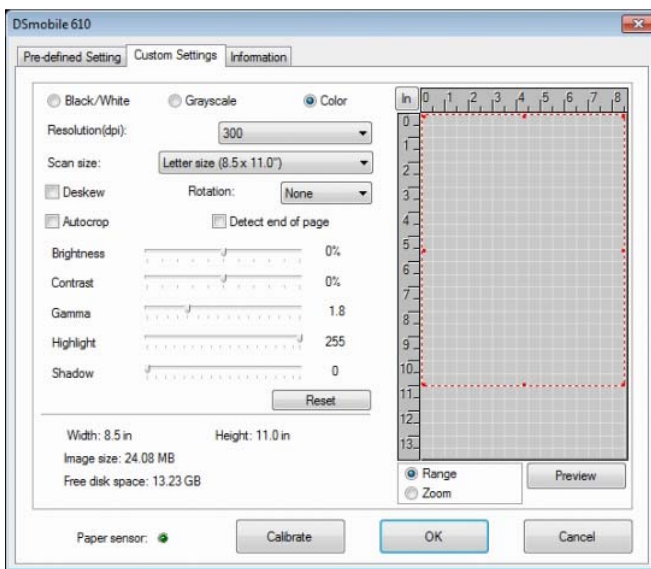 DSmobile 610
Pre-defined Setting Custom Settings Information
Black/White Grayscale Color
Resolution(dpi): 300
Scan size: Letter size (8.5 x 11.0")
Deskew Rotation: None
Autocrop Detect end of page
Brightness 0%
Contrast 0%
Gamma 1.8
Highlight 255
Shadow 0
Reset
Width: 8.5 in Height: 11.0 in
Image size: 24.08 MB
Free disk space: 13.23 GB
In 0 1 2 3 4 5 6 7 8
0
1
2
3
4
5
6
7
8
9
10
11
12
13
Range
Zoom
Preview
Paper sensor: Calibrate OK Cancel